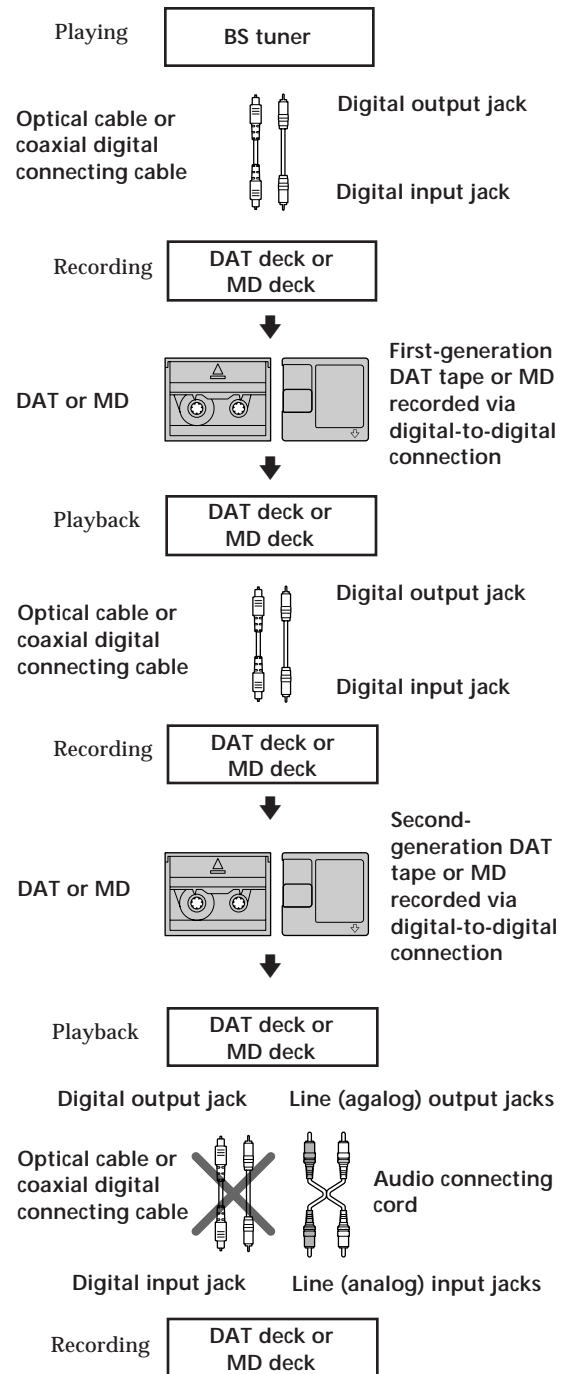 Playing
BS tuner
Optical cable or
coaxial digital
connecting cable
Digital output jack
Digital input jack
Recording
DAT deck or
MD deck
DAT or MD
First-generation
DAT tape or MD
recorded via
digital-to-digital
connection
Playback
DAT deck or
MD deck
Optical cable or
coaxial digital
connecting cable
Digital output jack
Digital input jack
Recording
DAT deck or
MD deck
DAT or MD
Second-
generation DAT
tape or MD
recorded via
digital-to-digital
connection
Playback
DAT deck or
MD deck
Digital output jack
Line (agalog) output jacks
Optical cable or
coaxial digital
connecting cable
Audio connecting
cord
Digital input jack
Line (analog) input jacks
Recording
DAT deck or
MD deck